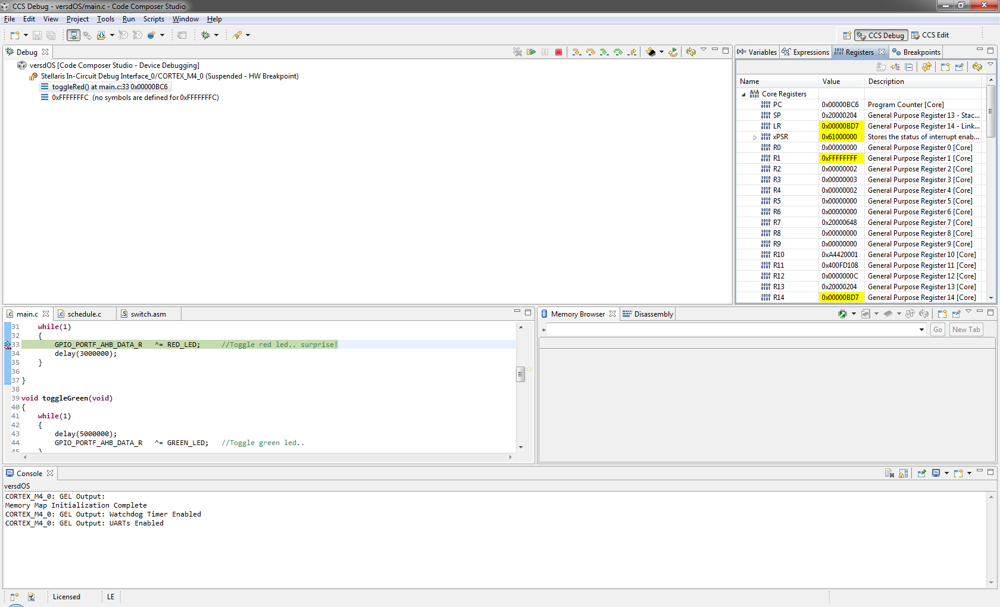 CCS Debug - versdOS/main.c - Code Composer Studio
File Edit View Project Tools Run Scripts Window Help
CCS Debug CCS Edit
Debug
versdOS [Code Composer Studio - Device Debugging]
Stellaris In-Circuit Debug Interface_0/CORTEX_M4_0 (Suspended - HW Breakpoint)
toggleRed() at main.c:33 0x00000BC6
0xFFFFFFFC (no symbols are defined for 0xFFFFFFFC)
(x)= Variables Expressions Registers Breakpoints
Name Value Description
Core Registers
PC 0x00000BC6 Program Counter [Core]
SP 0x20000204 General Purpose Register 13 - Stac...
LR 0x00000BD7 General Purpose Register 14 - Link...
xPSR 0x61000000 Stores the status of interrupt enab...
R0 0x00000000 General Purpose Register 0 [Core]
R1 0xFFFFFFFF General Purpose Register 1 [Core]
R2 0x00000002 General Purpose Register 2 [Core]
R3 0x00000003 General Purpose Register 3 [Core]
R4 0x00000002 General Purpose Register 4 [Core]
R5 0x00000000 General Purpose Register 5 [Core]
R6 0x00000000 General Purpose Register 6 [Core]
R7 0x20000648 General Purpose Register 7 [Core]
R8 0x00000000 General Purpose Register 8 [Core]
R9 0x00000000 General Purpose Register 9 [Core]
R10 0xA4420001 General Purpose Register 10 [Core]
R11 0x400FD108 General Purpose Register 11 [Core]
R12 0x0000000C General Purpose Register 12 [Core]
R13 0x20000204 General Purpose Register 13 [Core]
R14 0x00000BD7 General Purpose Register 14 [Core]
main.c schedule.c switch.asm
31 while(1)
32 {
33 GPIO_PORTF_AHB_DATA_R ^= RED_LED; //Toggle red led.. surprise!
34 delay(3000000);
35 }
36
37 }
38
39 void toggleGreen(void)
40 {
41 while(1)
42 {
43 delay(5000000);
44 GPIO_PORTF_AHB_DATA_R ^= GREEN_LED; //Toggle green led..
45 }
Memory Browser Disassembly
* Go New Tab
Console
versdOS
CORTEX_M4_0: GEL Output:
Memory Map Initialization Complete
CORTEX_M4_0: GEL Output: Watchdog Timer Enabled
CORTEX_M4_0: GEL Output: UARTs Enabled
Licensed LE